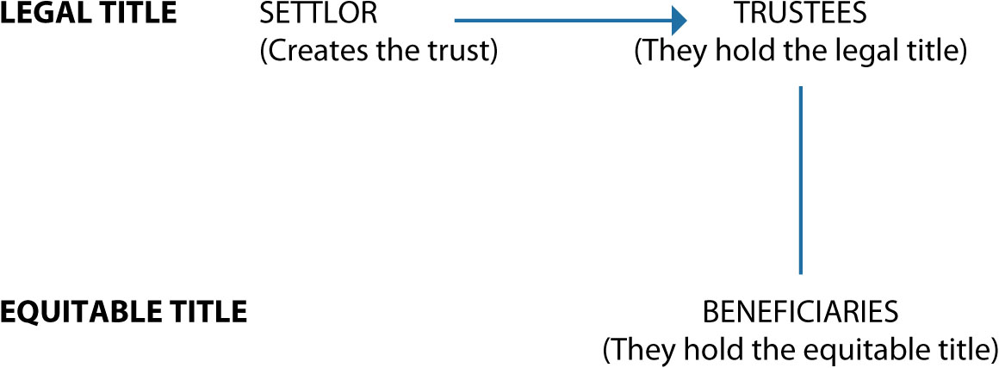 LEGAL TITLE SETTLOR TRUSTEES
(Creates the trust) (They hold the legal title)
EQUITABLE TITLE BENEFICIARIES
(They hold the equitable title)